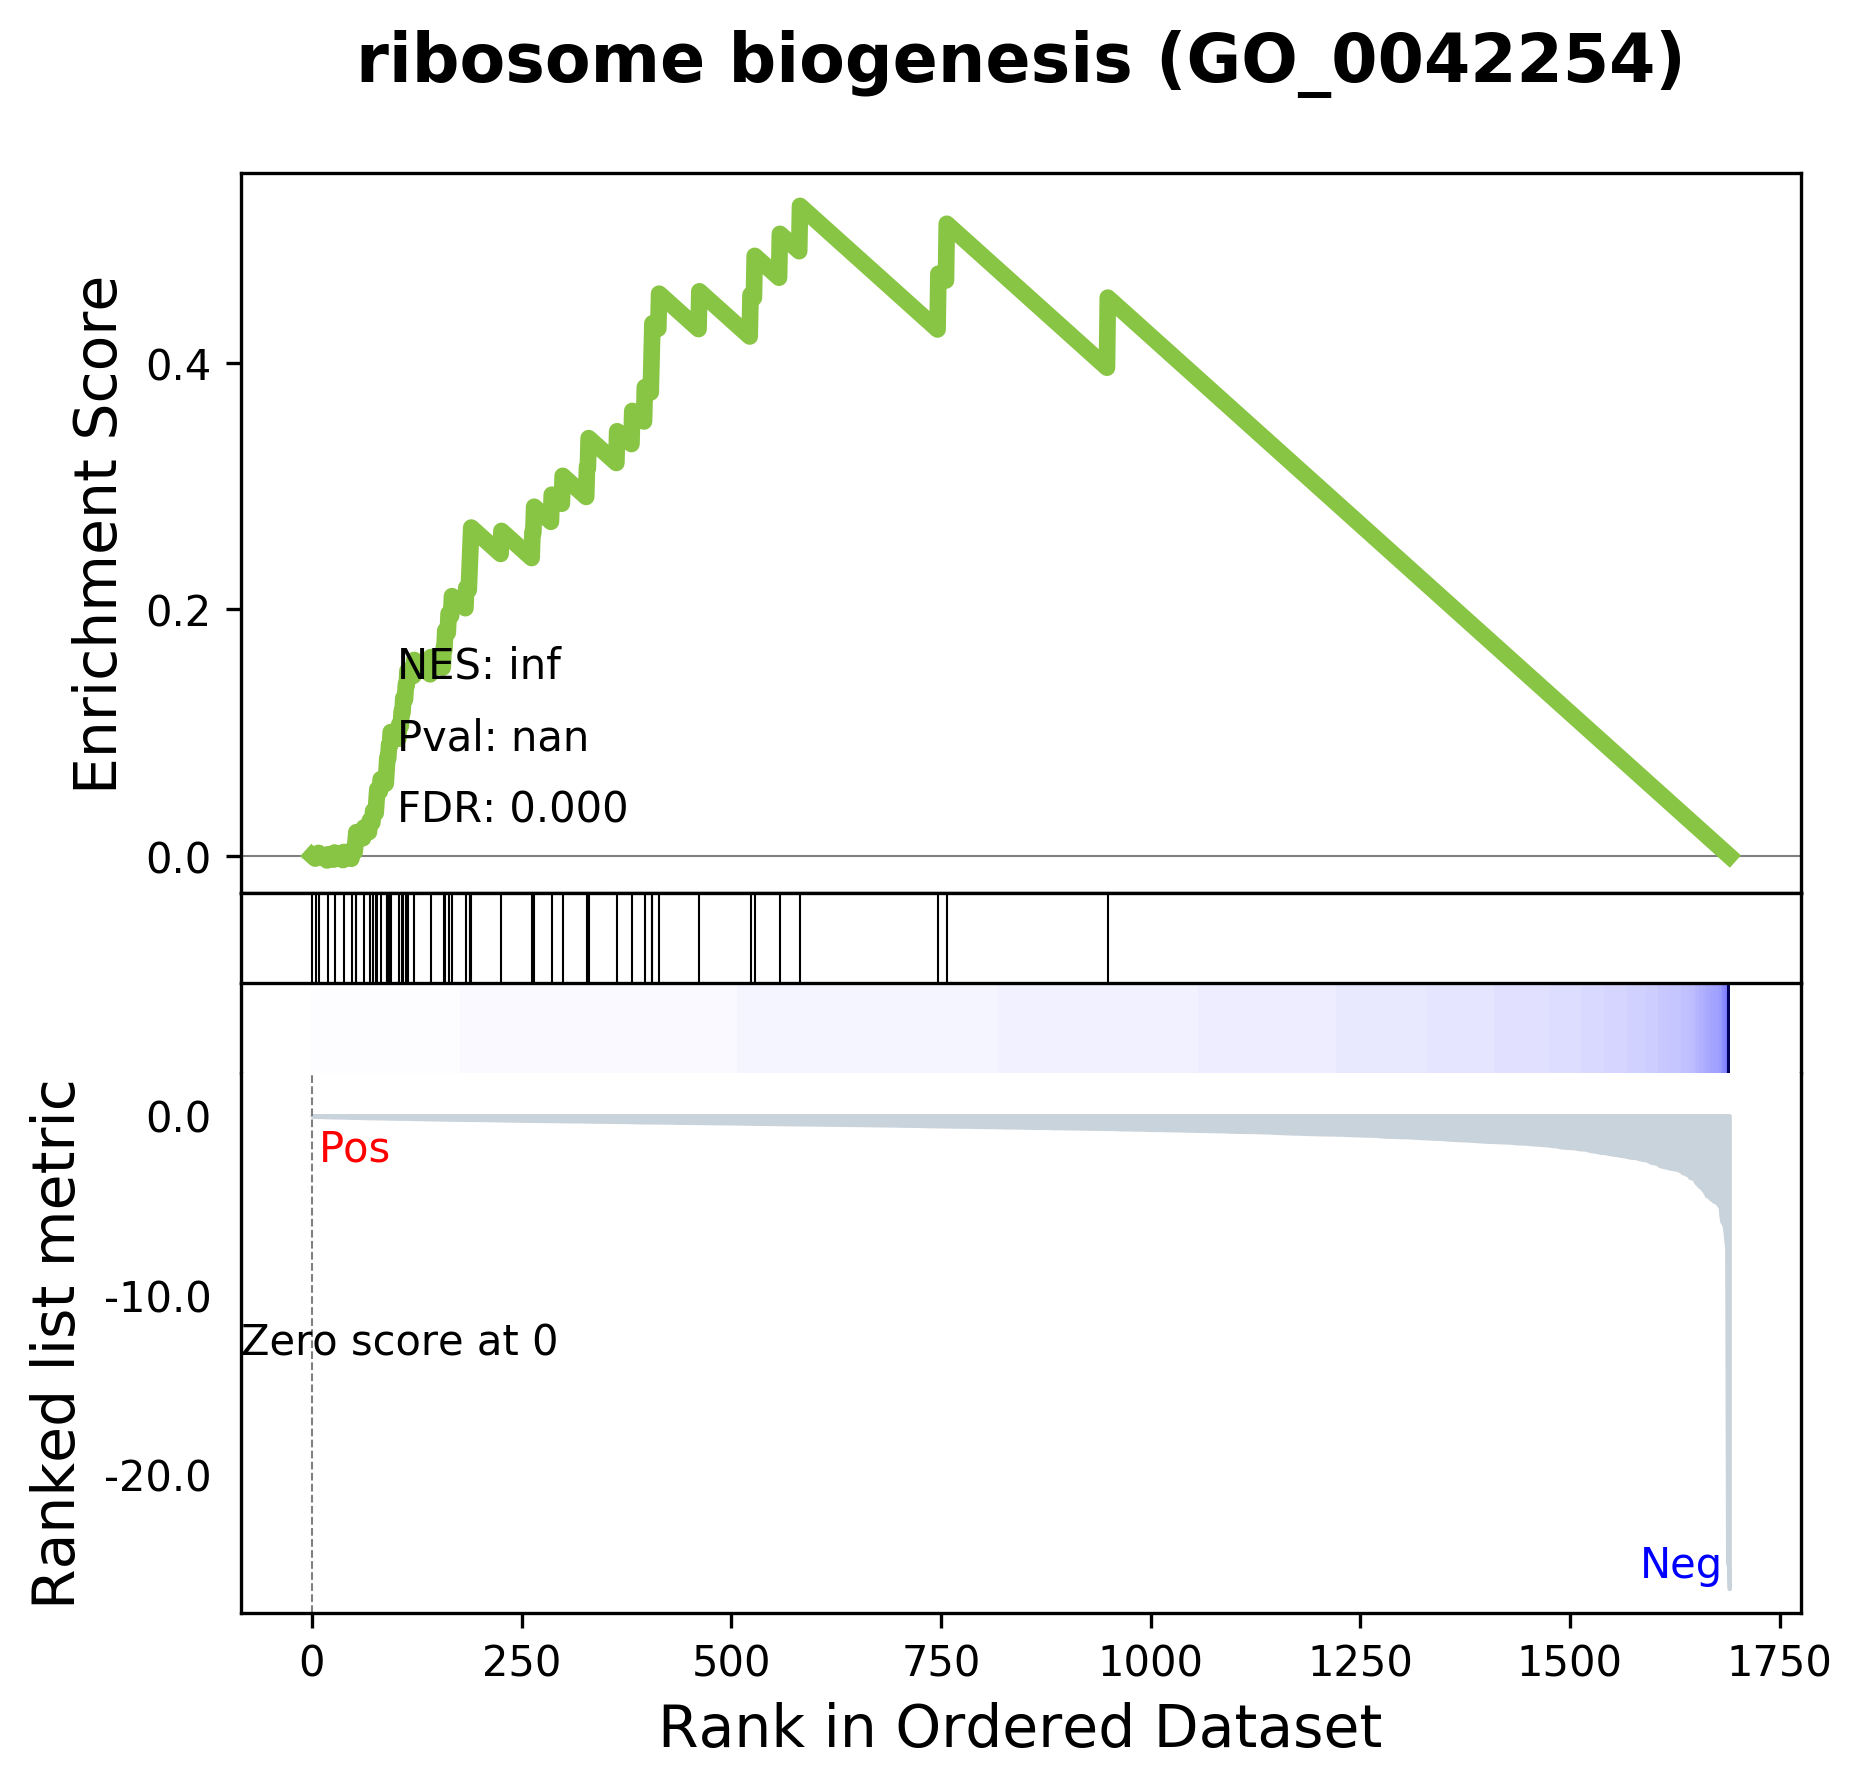 ribosome biogenesis (GO_0042254)
Enrichment Score
0.4
0.2
0.0
NES: inf
Pval: nan
FDR: 0.000
Ranked list metric
0.0
-10.0
-20.0
Pos
Zero score at 0
Neg
0 250 500 750 1000 1250 1500 1750
Rank in Ordered Dataset